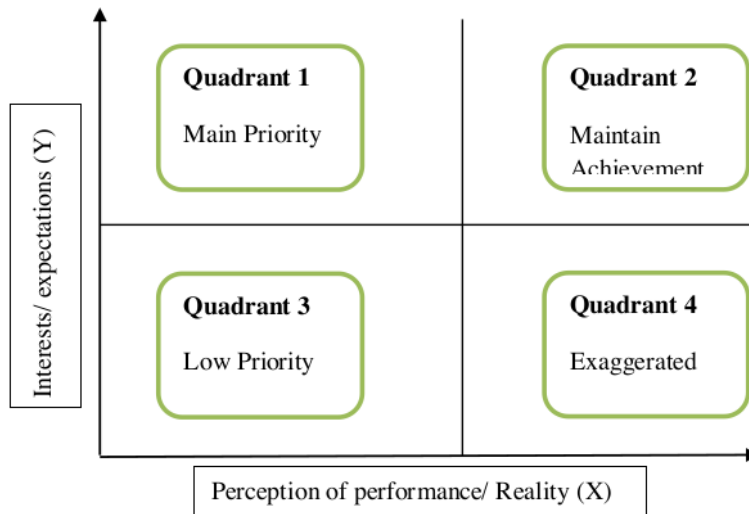 Quadrant 1
Main Priority
Quadrant 2
Maintain
Achievement
Interests/ expectations (Y)
Quadrant 3
Low Priority
Quadrant 4
Exaggerated
Perception of performance/ Reality (X)